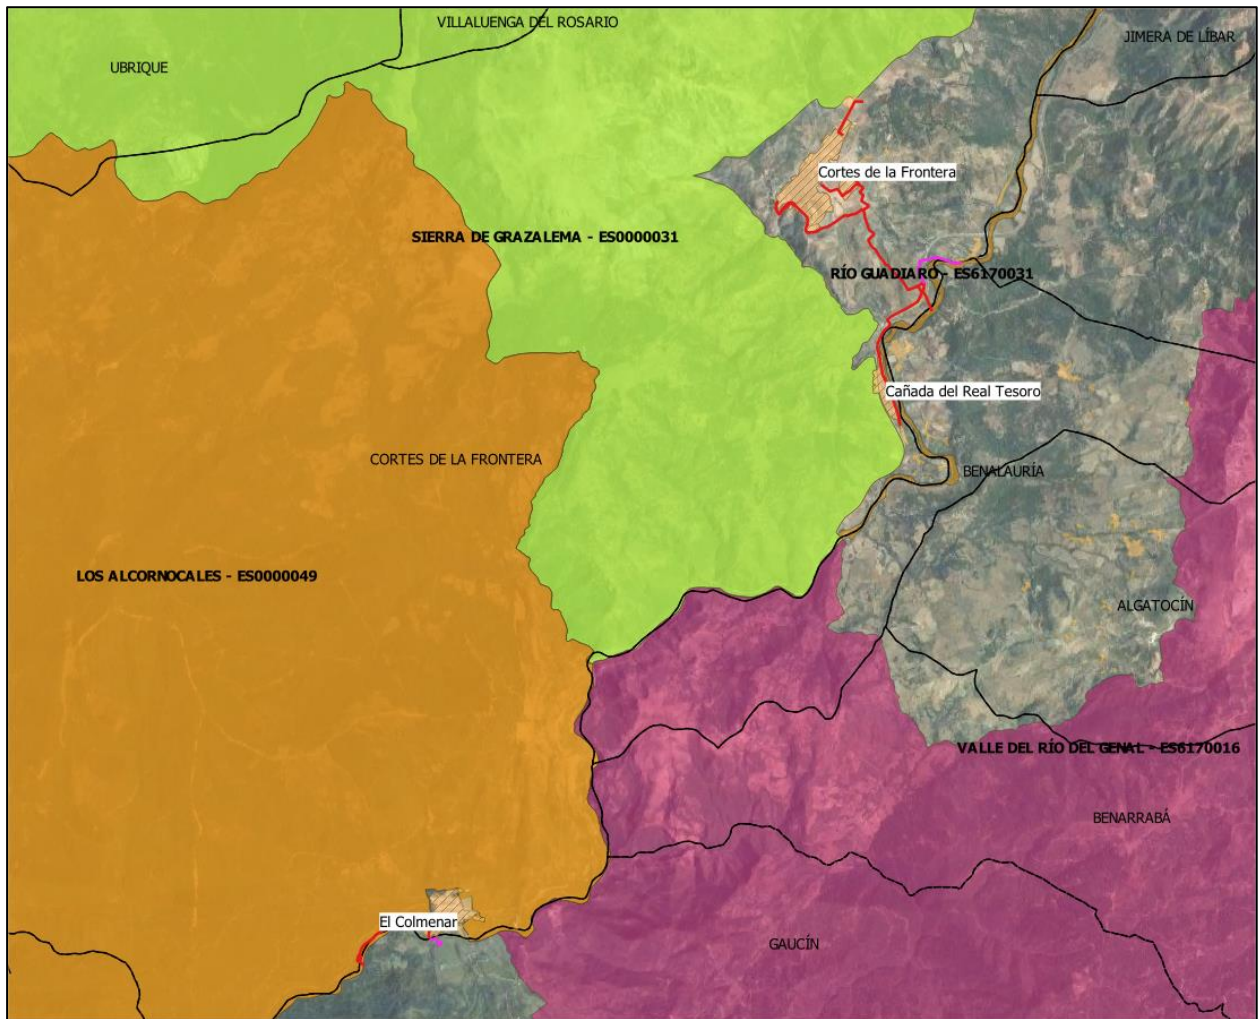 VILLALUENGA DEL ROSARIO
JIMERA DE LÍBAR
UBRIQUE
Cortes de la Frontera
SIERRA DE GRAZALEMA - ES0000031
RÍO GUADIARO - ES6170031
Cañada del Real Tesoro
CORTES DE LA FRONTERA
BENALAURÍA
LOS ALCORNOCALES - ES0000049
ALGATOCÍN
VALLE DEL RÍO DEL GENAL - ES6170016
BENARRABÁ
El Colmenar
GAUCÍN